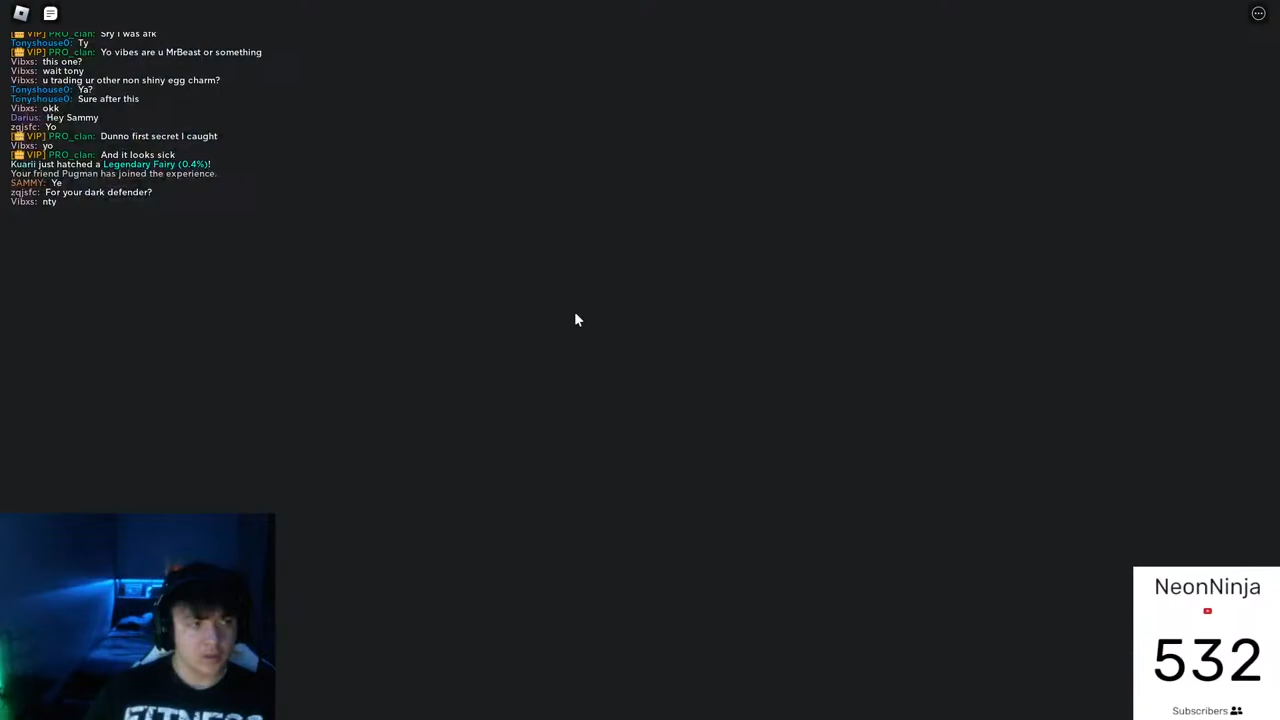 [VIP] PRO_clan: Sry I was afk
Tonyshouse0: Ty
[VIP] PRO_clan: Yo vibes are u MrBeast or something
Vibxs: this one?
Vibxs: wait tony
Vibxs: u trading ur other non shiny egg charm?
Tonyshouse0: Ya?
Tonyshouse0: Sure after this
Vibxs: okk
Darius: Hey Sammy
zqjsfc: Yo
[VIP] PRO_clan: Dunno first secret I caught
Vibxs: yo
[VIP] PRO_clan: And it looks sick
Kuarii just hatched a Legendary Fairy (0.4%)!
Your friend Pugman has joined the experience.
SAMMY: Ye
zqjsfc: For your dark defender?
Vibxs: nty
FITNESS
NeonNinja
532
Subscribers